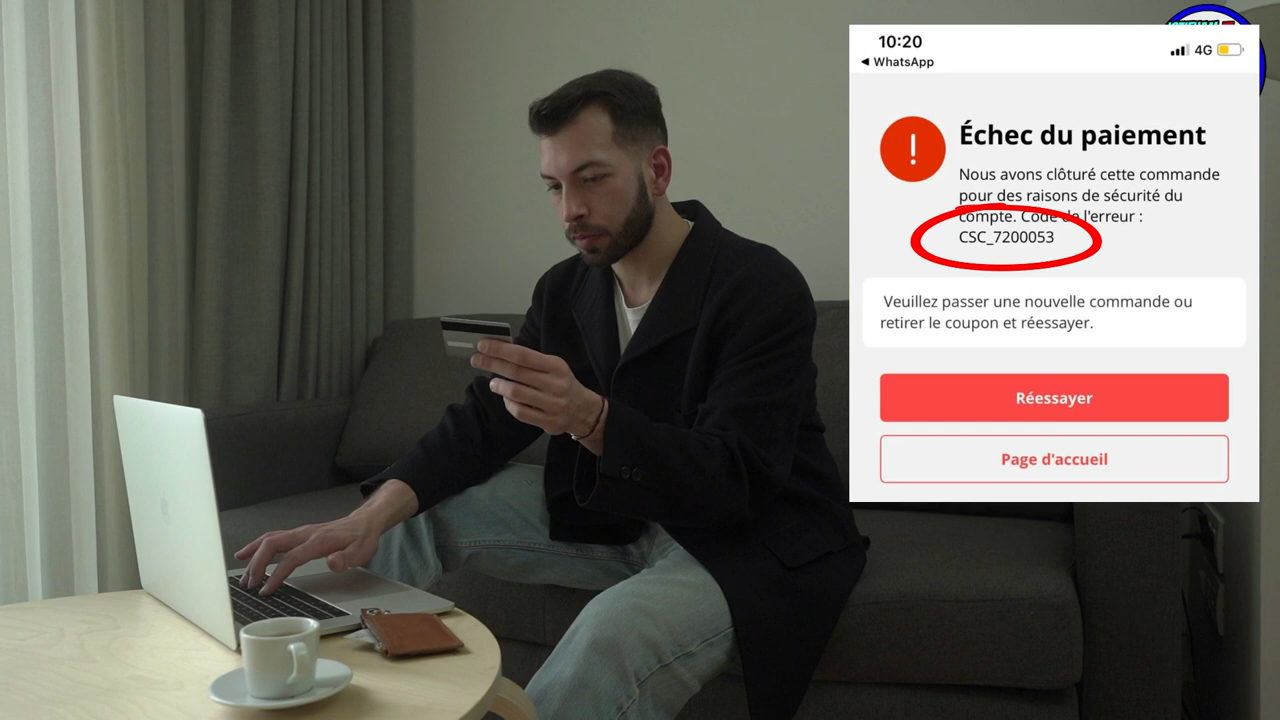 10:20
4G
WhatsApp
Échec du paiement
Nous avons clôturé cette commande
pour des raisons de sécurité du
compte. Code de l'erreur :
CSC_7200053
Veuillez passer une nouvelle commande ou
retirer le coupon et réessayer.
Réessayer
Page d'accueil